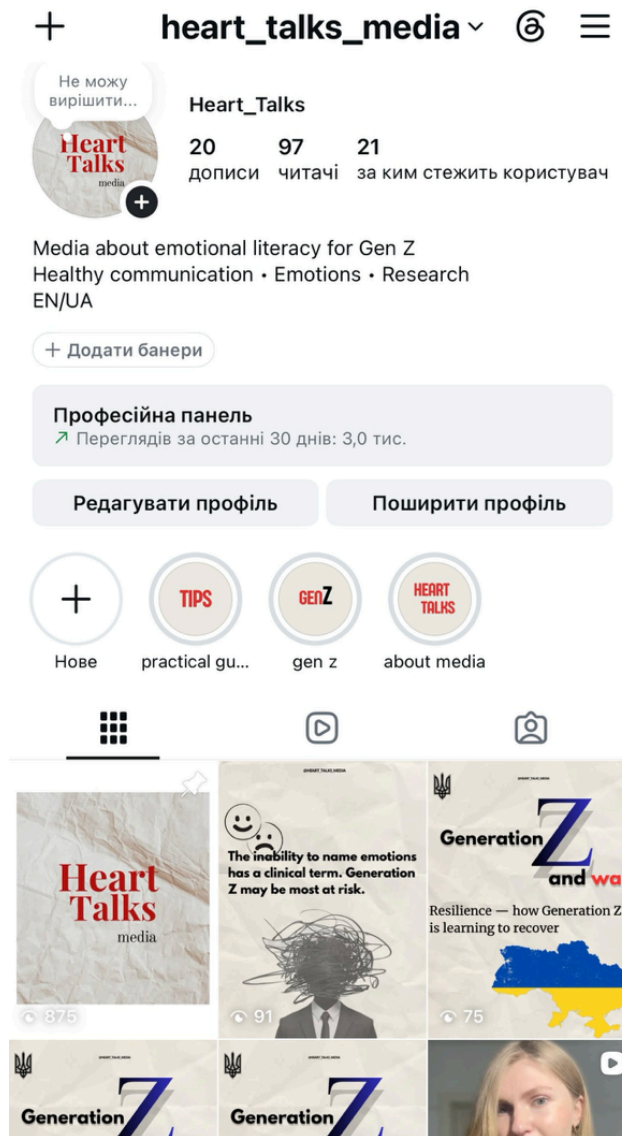 heart_talks_media
Не можу
вирішити...
Heart
Talks
media
Heart_Talks
20 97 21
дописи читачі за ким стежить користувач
Media about emotional literacy for Gen Z
Healthy communication • Emotions • Research
EN/UA
+ Додати банери
Професійна панель
Переглядів за останні 30 днів: 3,0 тис.
Редагувати профіль
Поширити профіль
TIPS
GENZ
HEART
TALKS
Нове
practical gu...
gen z
about media
Heart
Talks
media
875
@HEART_TALKS_MEDIA
The inability to name emotions
has a clinical term. Generation
Z may be most at risk.
91
Generation Z
and wa
Resilience — how Generation Z
is learning to recover
75
Generation Z
Generation Z